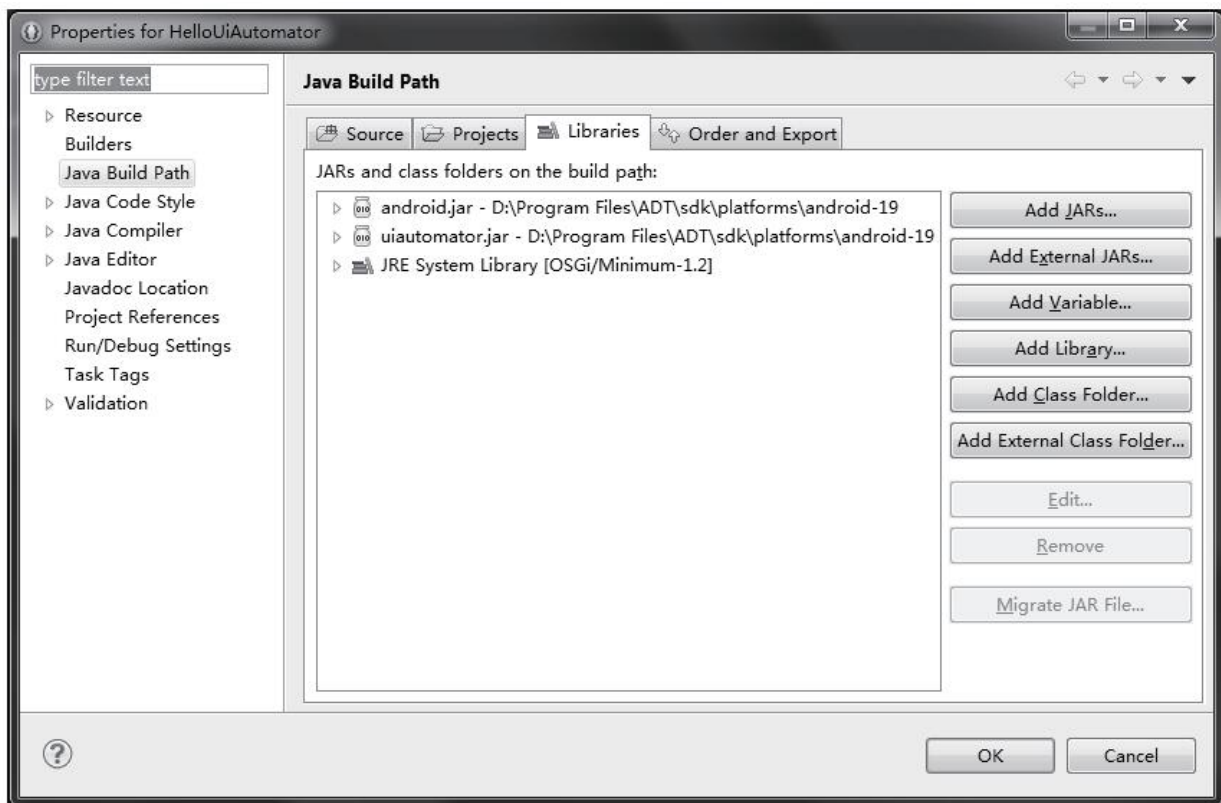 Properties for HelloUiAutomator
type filter text
Resource
Builders
Java Build Path
Java Code Style
Java Compiler
Java Editor
Javadoc Location
Project References
Run/Debug Settings
Task Tags
Validation
Java Build Path
Source Projects Libraries Order and Export
JARs and class folders on the build path:
android.jar - D:\Program Files\ADT\sdk\platforms\android-19
uiautomator.jar - D:\Program Files\ADT\sdk\platforms\android-19
JRE System Library [OSGi/Minimum-1.2]
Add JARs...
Add External JARs...
Add Variable...
Add Library...
Add Class Folder...
Add External Class Folder...
Edit...
Remove
Migrate JAR File...
OK Cancel